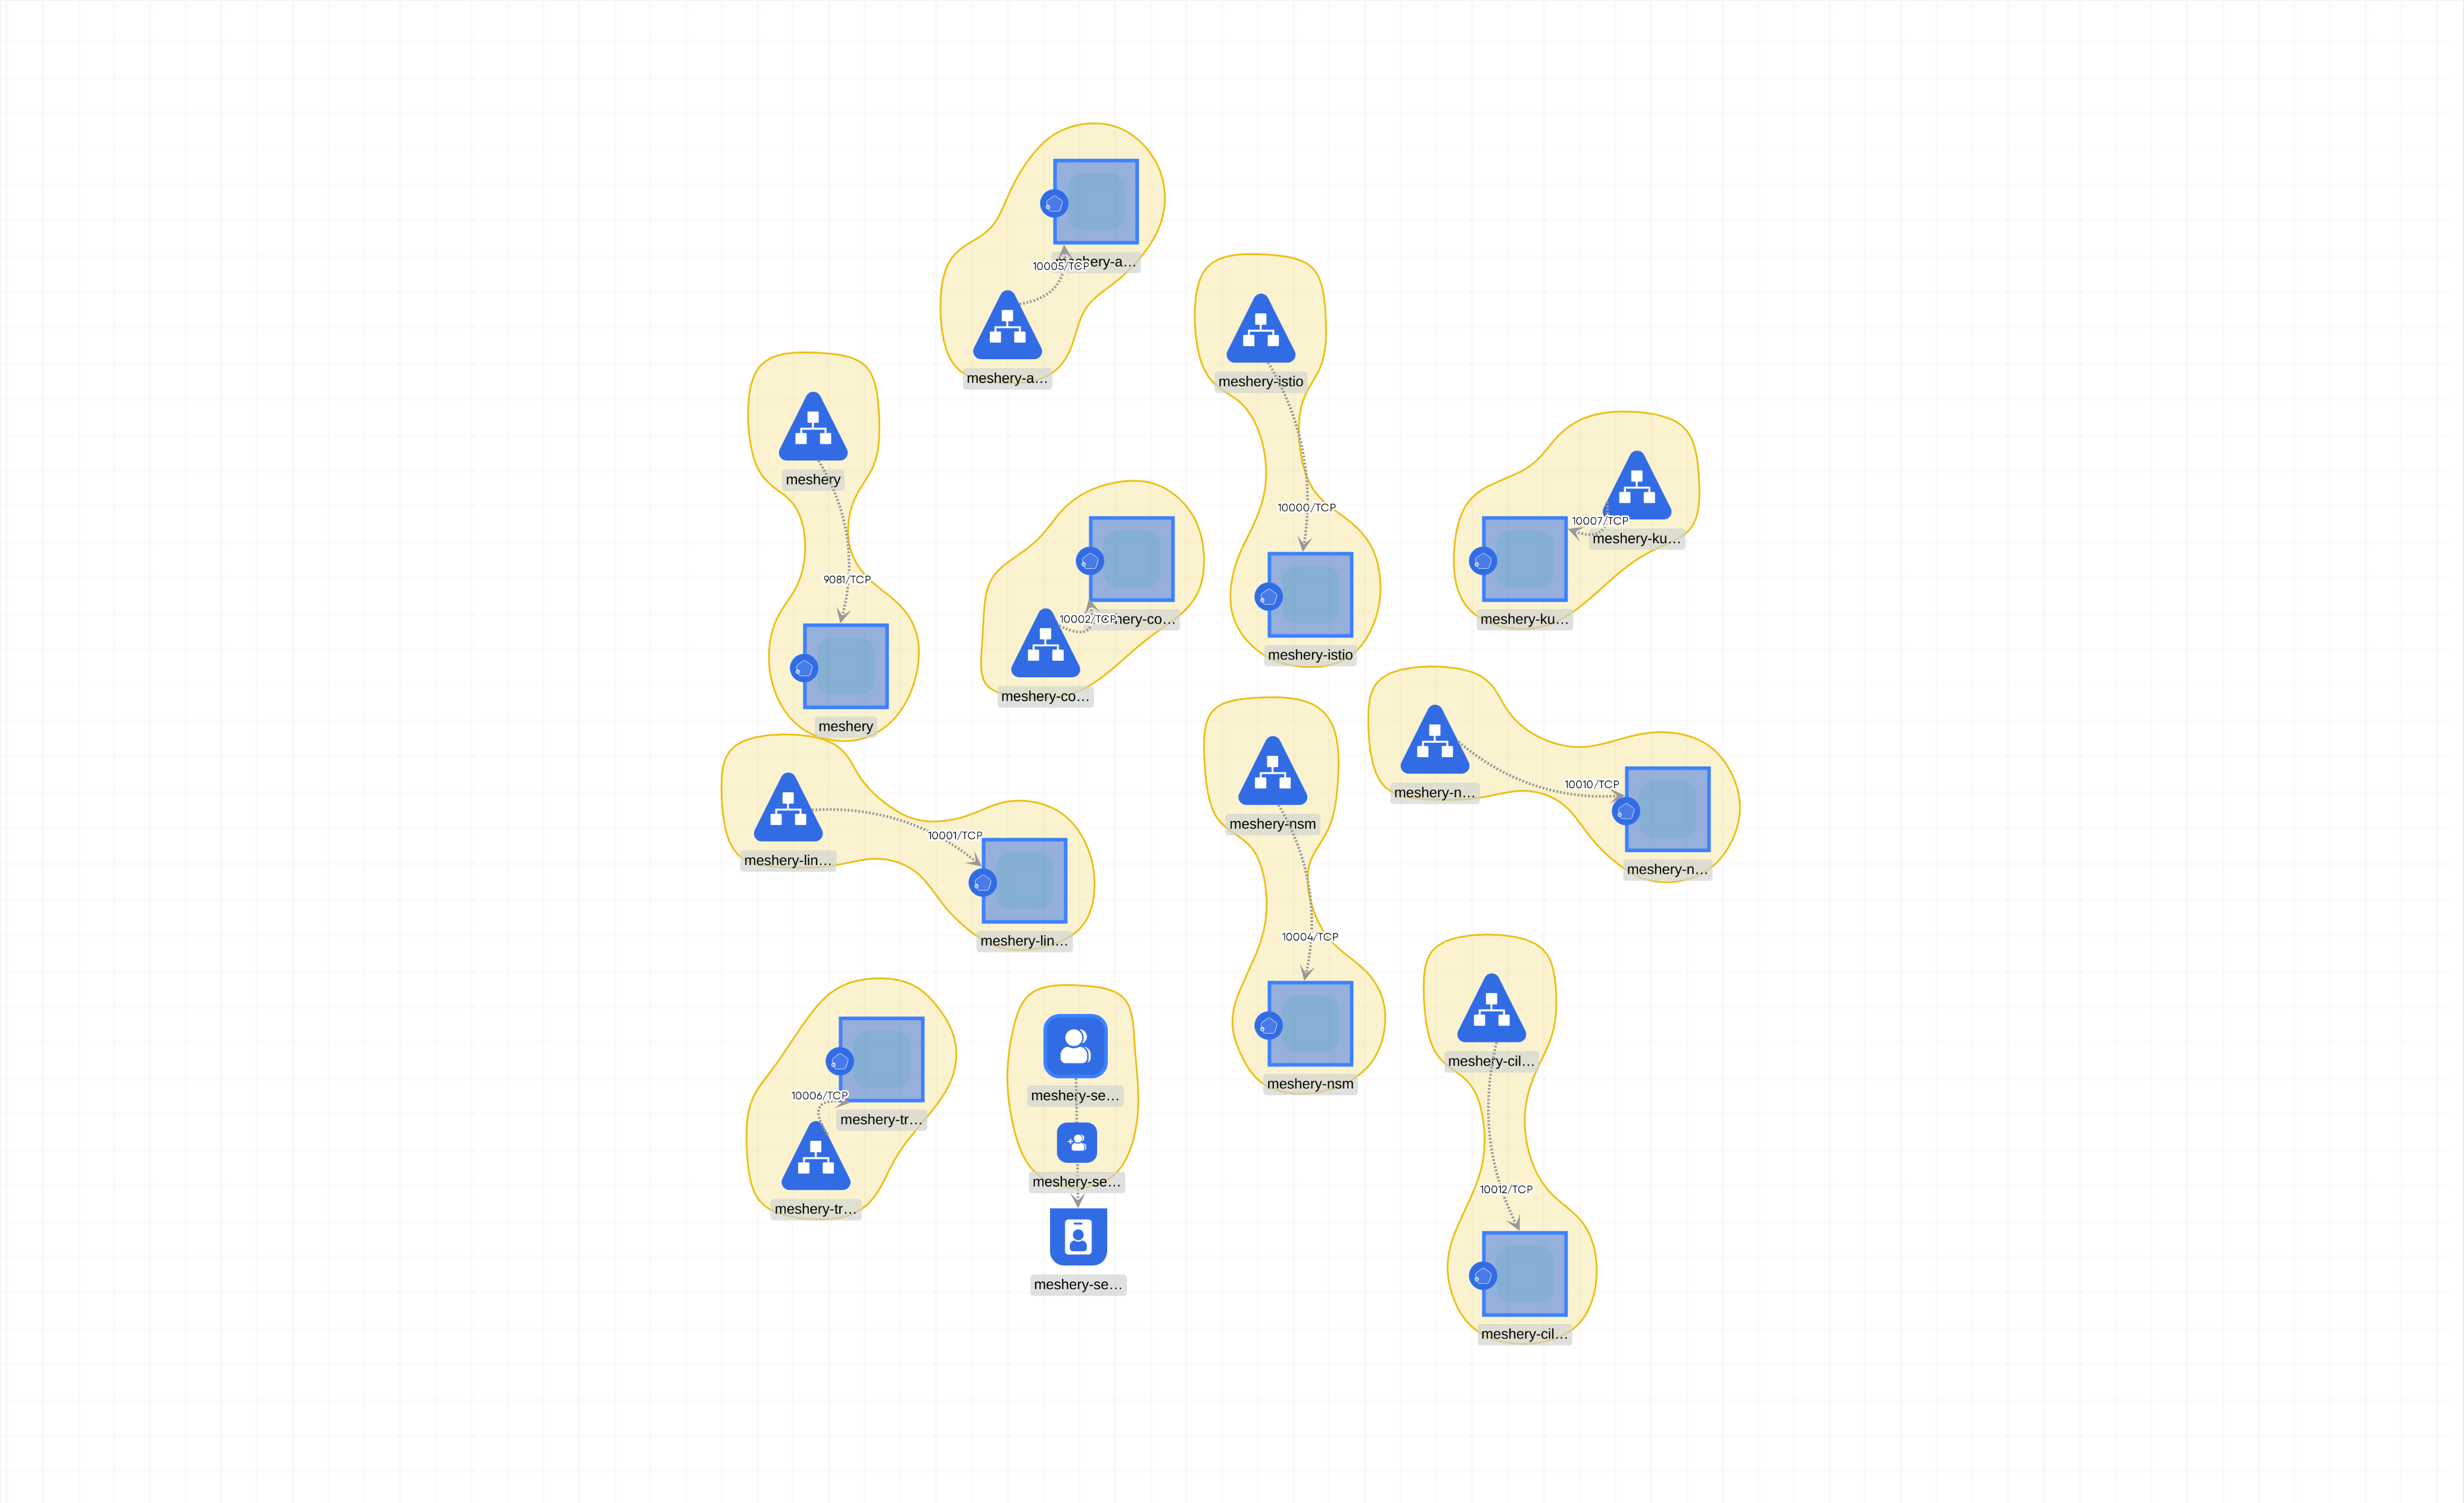 meshery-a…
10005/TCP
meshery-a…
meshery-istio
10000/TCP
meshery-istio
meshery
9081/TCP
meshery
10007/TCP
meshery-ku…
meshery-ku…
10002/TCP
meshery-co…
meshery-n…
10010/TCP
meshery-n…
meshery-lin…
10001/TCP
meshery-lin…
meshery-nsm
10004/TCP
meshery-nsm
meshery-cil…
10012/TCP
meshery-cil…
10006/TCP
meshery-tr…
meshery-tr…
meshery-se…
meshery-se…
meshery-se…